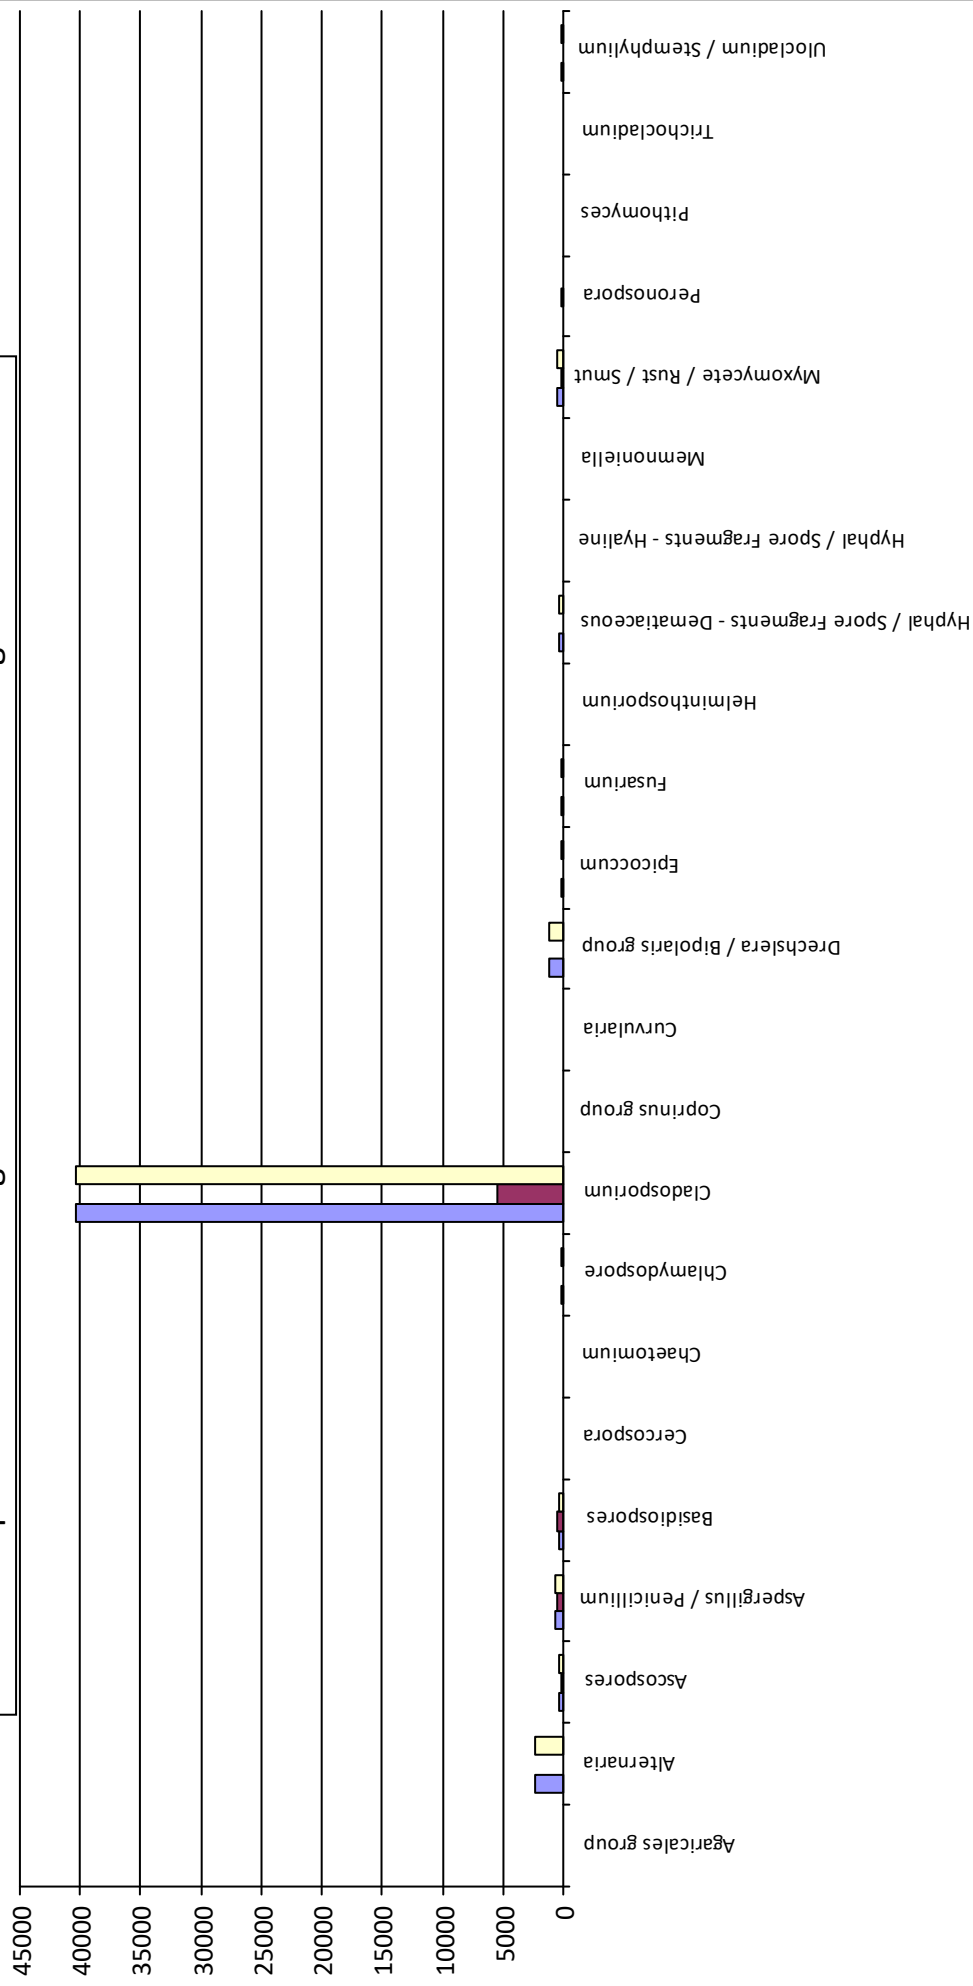 45000
40000
35000
30000
25000
20000
15000
10000
5000
0
Agaricales group
Alternaria
Ascospores
Aspergillus / Penicillium
Basidiospores
Cercospora
Chaetomium
Chlamydospore
Cladosporium
Coprinus group
Curvularia
Drechslera / Bipolaris group
Epicoccum
Fusarium
Helminthosporium
Hyphal / Spore Fragments - Dematiaceous
Hyphal / Spore Fragments - Hyaline
Memnoniella
Myxomycete / Rust / Smut
Peronospora
Pithomyces
Trichocladium
Ulocladium / Stemphylium